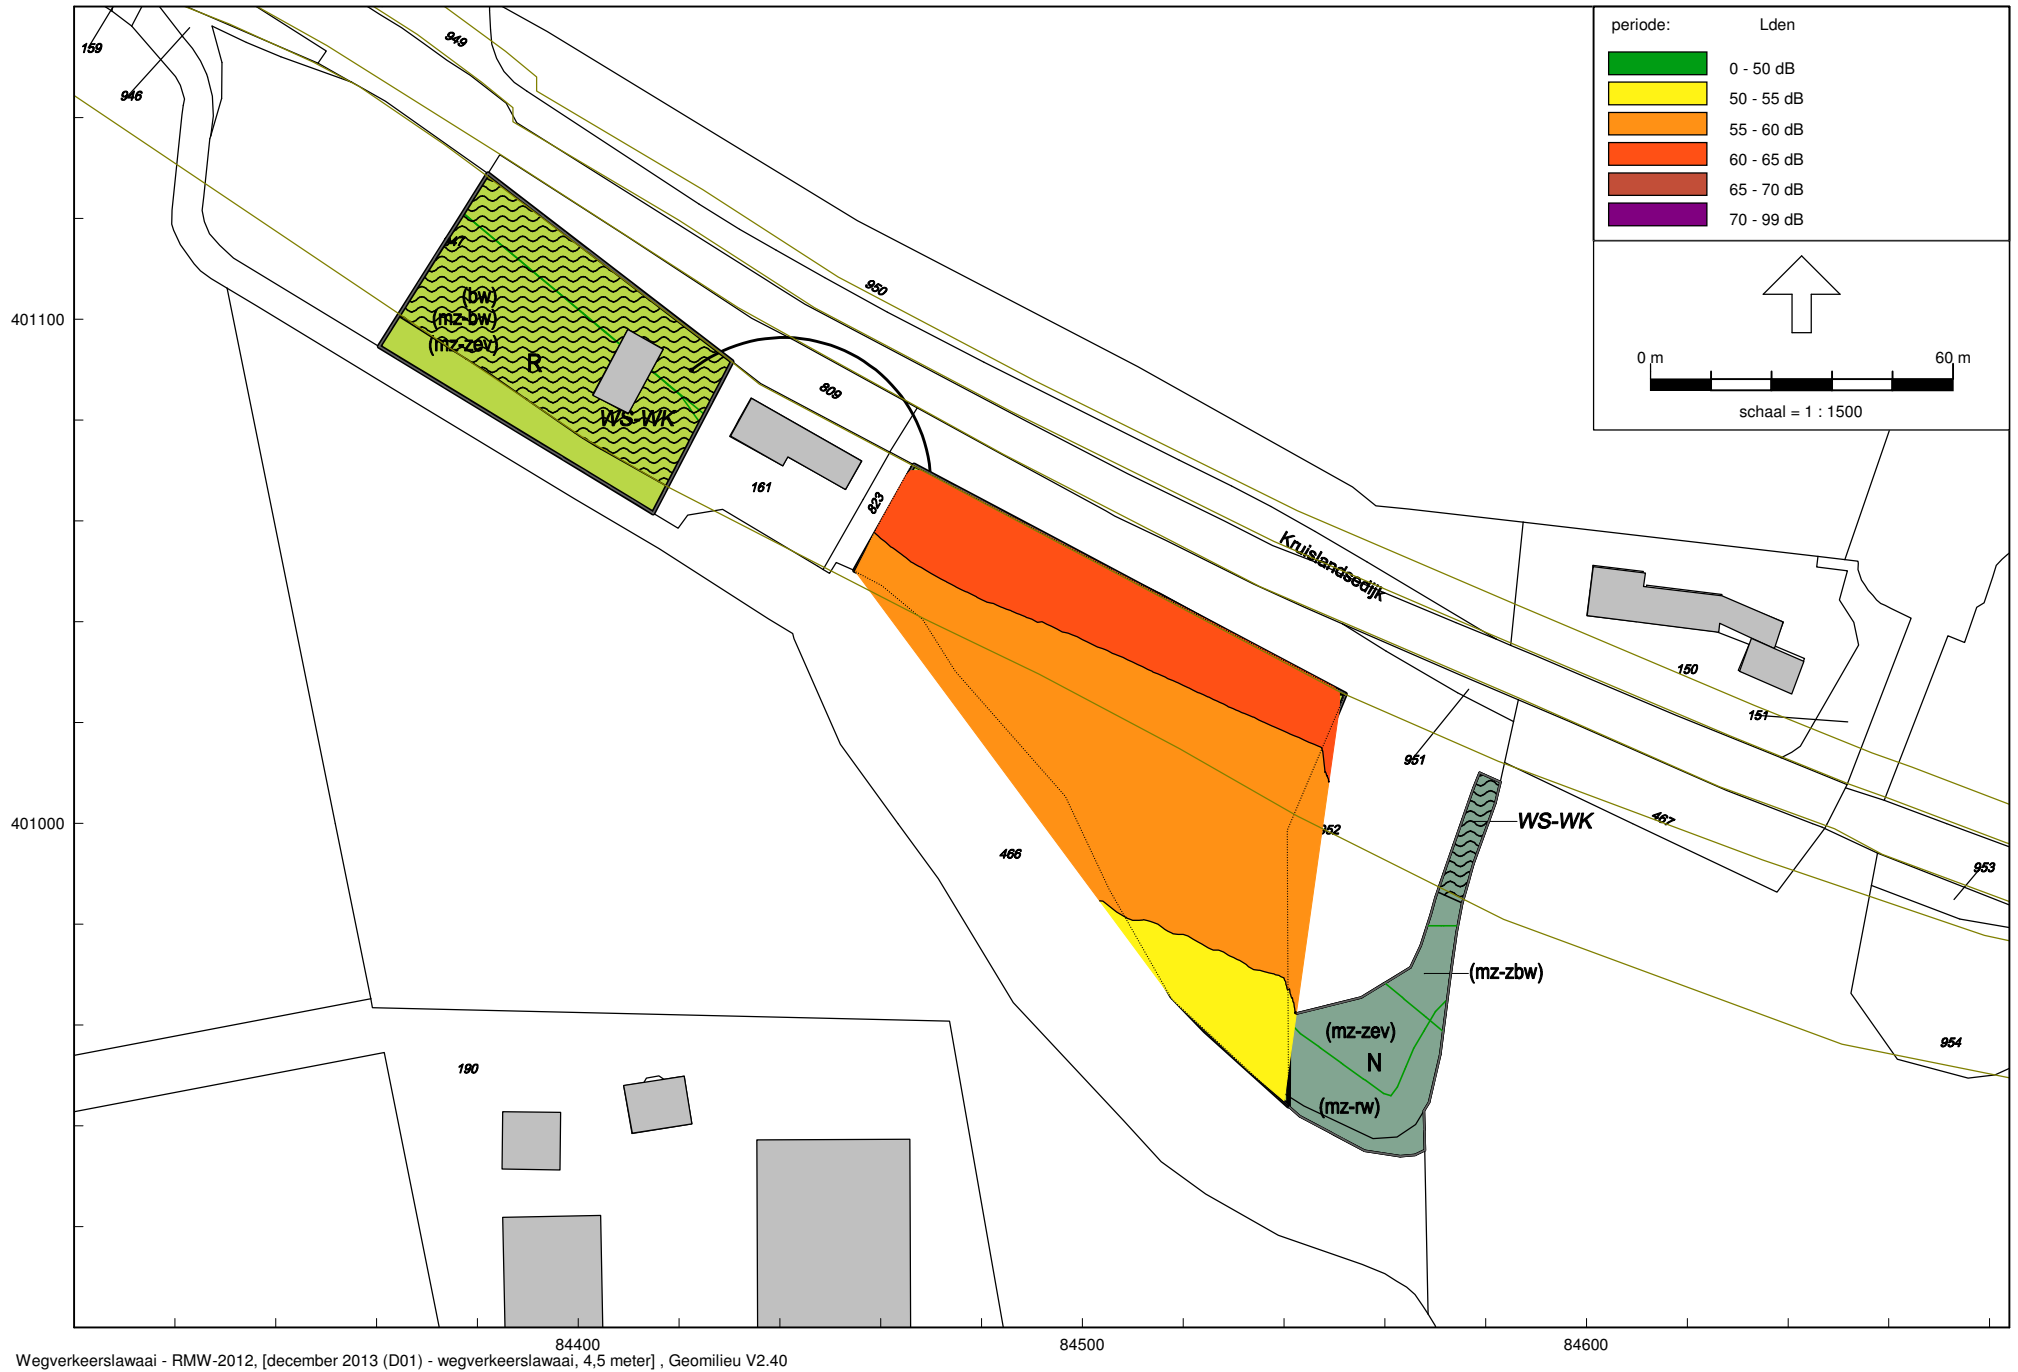 periode: Lden
0 - 50 dB
50 - 55 dB
55 - 60 dB
60 - 65 dB
65 - 70 dB
70 - 99 dB
0 m 60 m
schaal = 1 : 1500
159
946
949
950
47
(bw)
(mz-bw)
(mz-zev)
R
WS-WK
809
161
823
Kruislandsedijk
150
151
951
952
WS-WK
467
953
466
(mz-zbw)
(mz-zev)
N
(mz-rw)
954
190
401100
401000
84400 84500 84600
Wegverkeerslawaai - RMW-2012, [december 2013 (D01) - wegverkeerslawaai, 4,5 meter] , Geomilieu V2.40